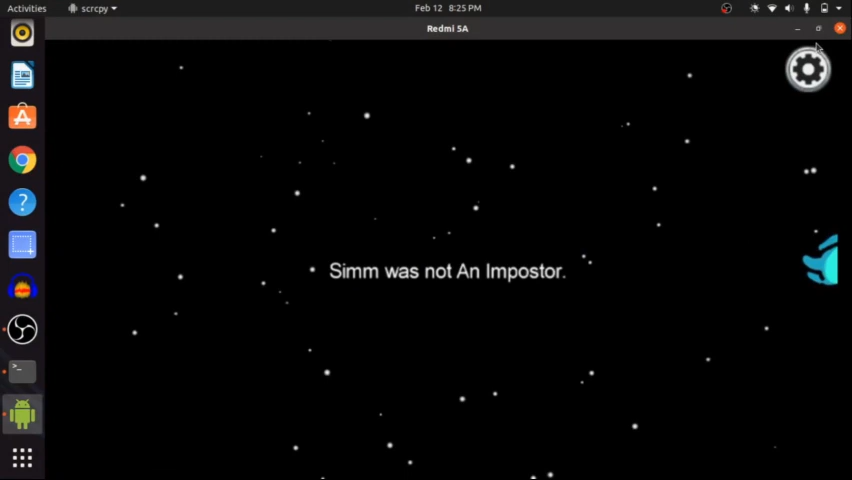 Activities
scrcpy
Feb 12 8:25 PM
Redmi 5A
Simm was not An Impostor.